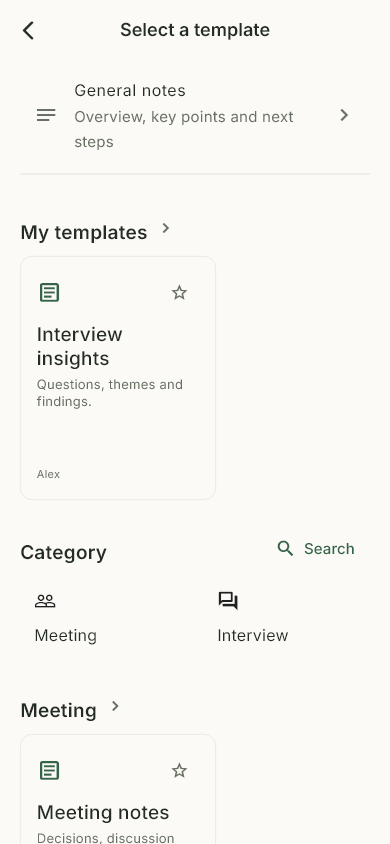 Select a template
General notes
Overview, key points and next
steps
My templates
Interview
insights
Questions, themes and
findings.
Alex
Category
Search
Meeting
Interview
Meeting
Meeting notes
Decisions, discussion